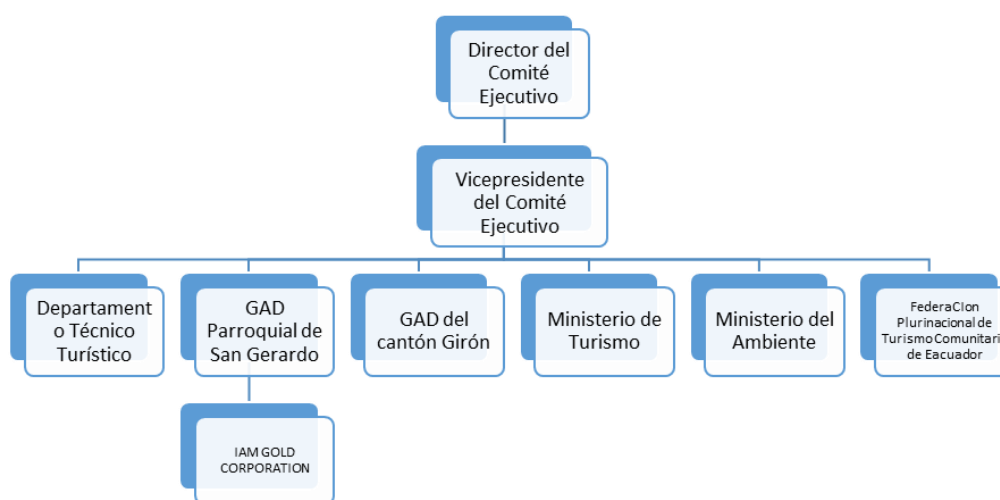 Director del
Comité
Ejecutivo
Vicepresidente
del Comité
Ejecutivo
Departament
o Técnico
Turístico
GAD
Parroquial de
San Gerardo
GAD del
cantón Girón
Ministerio de
Turismo
Ministerio del
Ambiente
FederaCIon
Plurinacional de
Turismo Comunitari
de Eacuador
IAM GOLD
CORPORATION